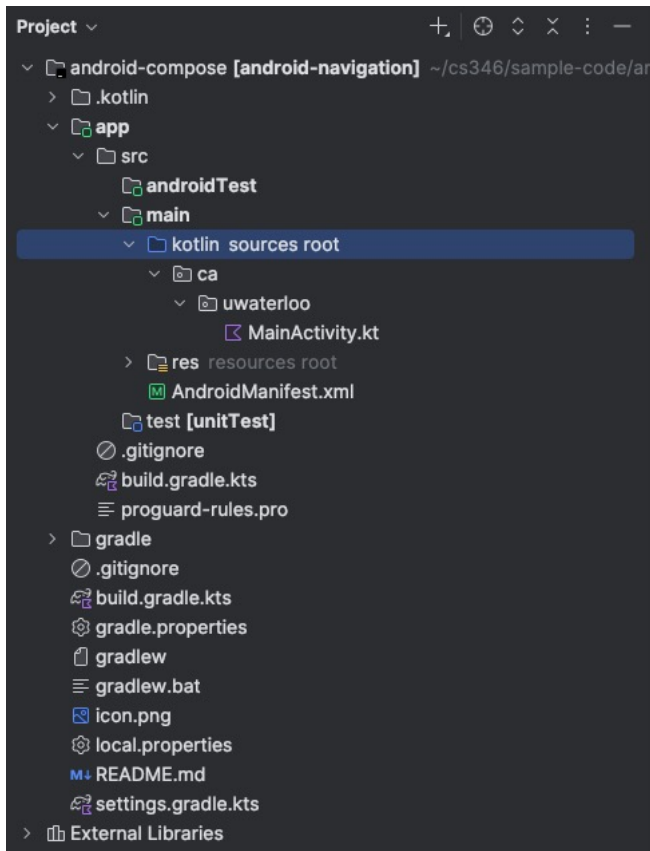 Project
android-compose [android-navigation] ~/cs346/sample-code/ar
.kotlin
app
src
androidTest
main
kotlin sources root
ca
uwaterloo
MainActivity.kt
res resources root
M AndroidManifest.xml
test [unitTest]
.gitignore
build.gradle.kts
proguard-rules.pro
gradle
.gitignore
build.gradle.kts
gradle.properties
gradlew
gradlew.bat
icon.png
local.properties
M↓ README.md
settings.gradle.kts
External Libraries